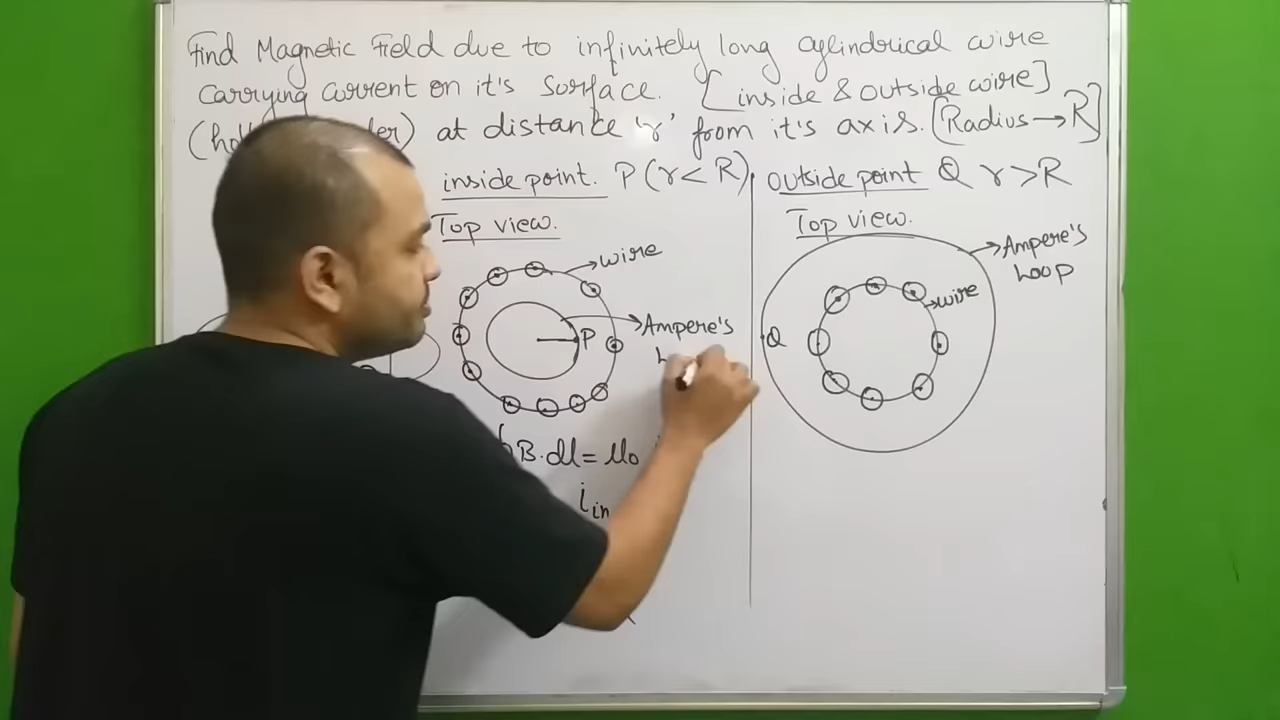 Find Magnetic Field due to infinitely long cylindrical wire
carrying current on it's surface. [inside & outside wire]
at distance 'r' from it's axis. [Radius → R]
inside point. P (r < R)
Top view.
wire
P
Ampere's
B.dl = μ0
i in
outside point Q r > R
Top view.
Ampere's
Loop
wire
Q